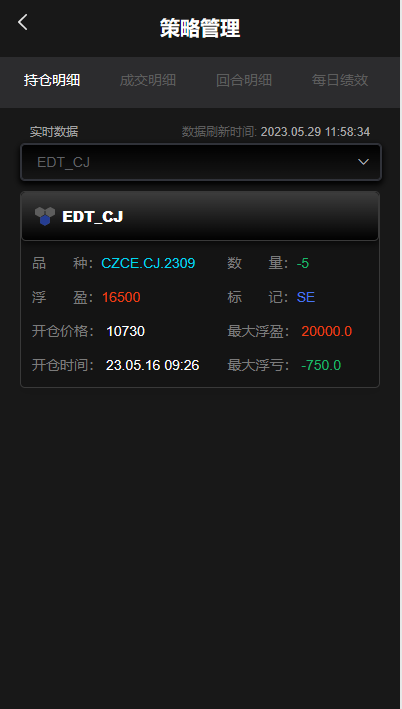 策略管理
持仓明细 成交明细 回合明细 每日绩效
实时数据 数据刷新时间: 2023.05.29 11:58:34
EDT_CJ
EDT_CJ
品 种: CZCE.CJ.2309 数 量: -5
浮 盈: 16500 标 记: SE
开仓价格: 10730 最大浮盈: 20000.0
开仓时间: 23.05.16 09:26 最大浮亏: -750.0